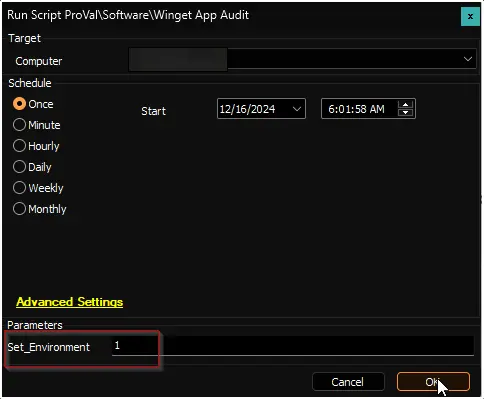 Run Script ProVal\Software\Winget App Audit
x
Target
Computer
Schedule
Once
Start
12/16/2024
6:01:58 AM
Minute
Hourly
Daily
Weekly
Monthly
Advanced Settings
Parameters
Set_Environment 1
Cancel
OK